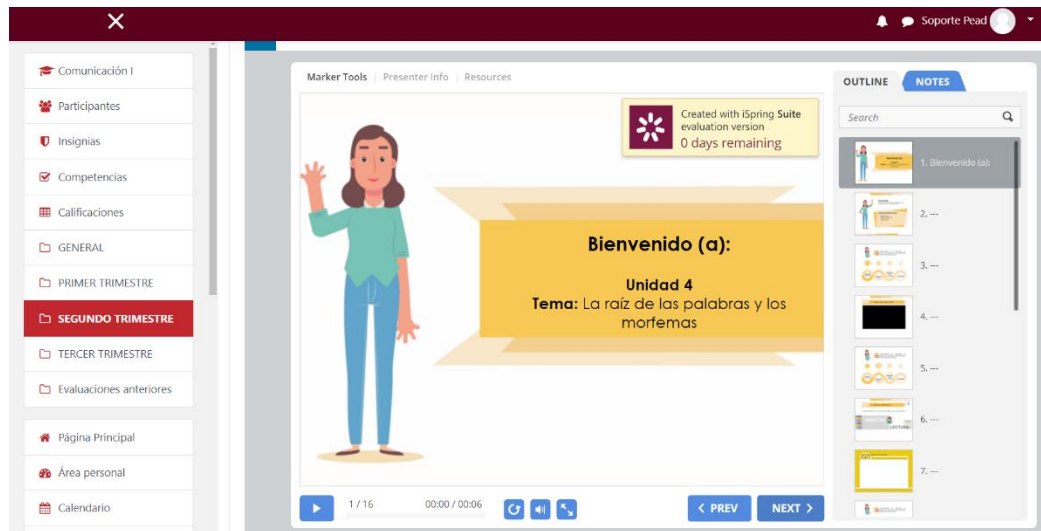 Soporte Pead
Comunicación I
Participantes
Insignias
Competencias
Calificaciones
GENERAL
PRIMER TRIMESTRE
SEGUNDO TRIMESTRE
TERCER TRIMESTRE
Evaluaciones anteriores
Página Principal
Área personal
Calendario
Marker Tools | Presenter Info | Resources
Created with iSpring Suite
evaluation version
0 days remaining
Bienvenido (a):
Unidad 4
Tema: La raíz de las palabras y los
morfemas
1 / 16 00:00 / 00:06
PREV NEXT
OUTLINE NOTES
Search
1. Bienvenido (a):
2. ---
3. ---
4. ---
5. ---
6. ---
7. ---